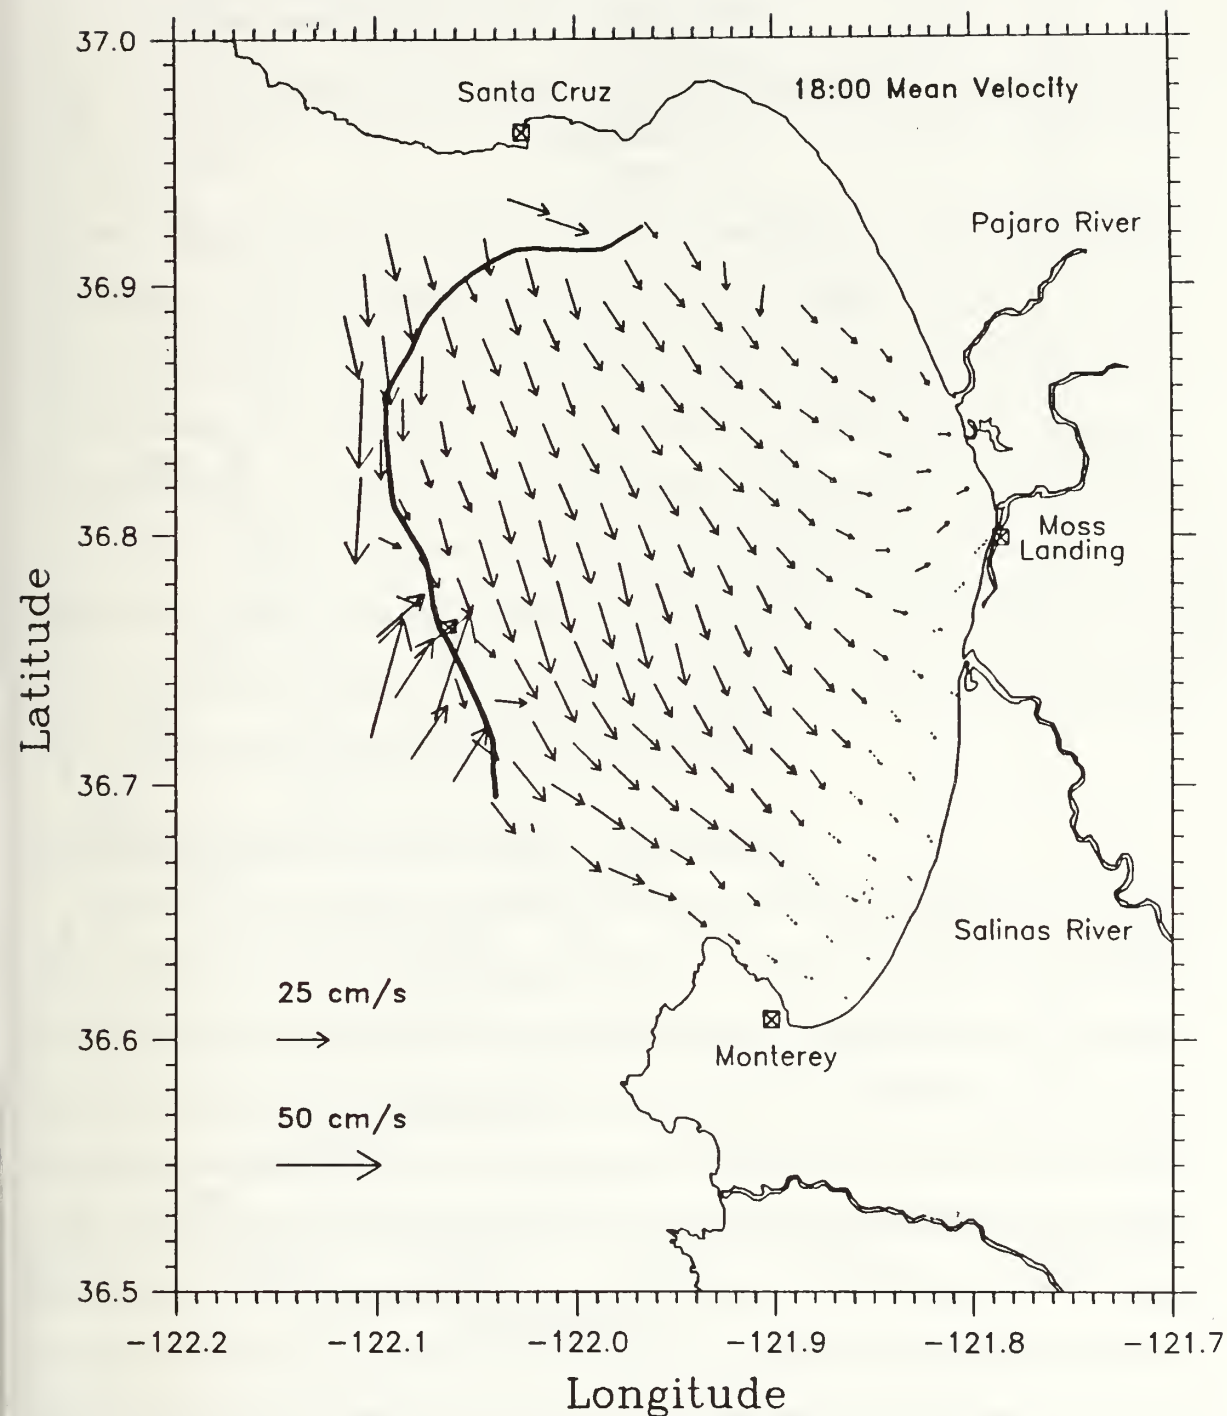 37.0
Santa Cruz
18:00 Mean Velocity
Pajaro River
36.9
Moss
Landing
36.8
Latitude
36.7
Salinas River
25 cm/s
36.6
Monterey
50 cm/s
36.5
-122.2 -122.1 -122.0 -121.9 -121.8 -121.7
Longitude